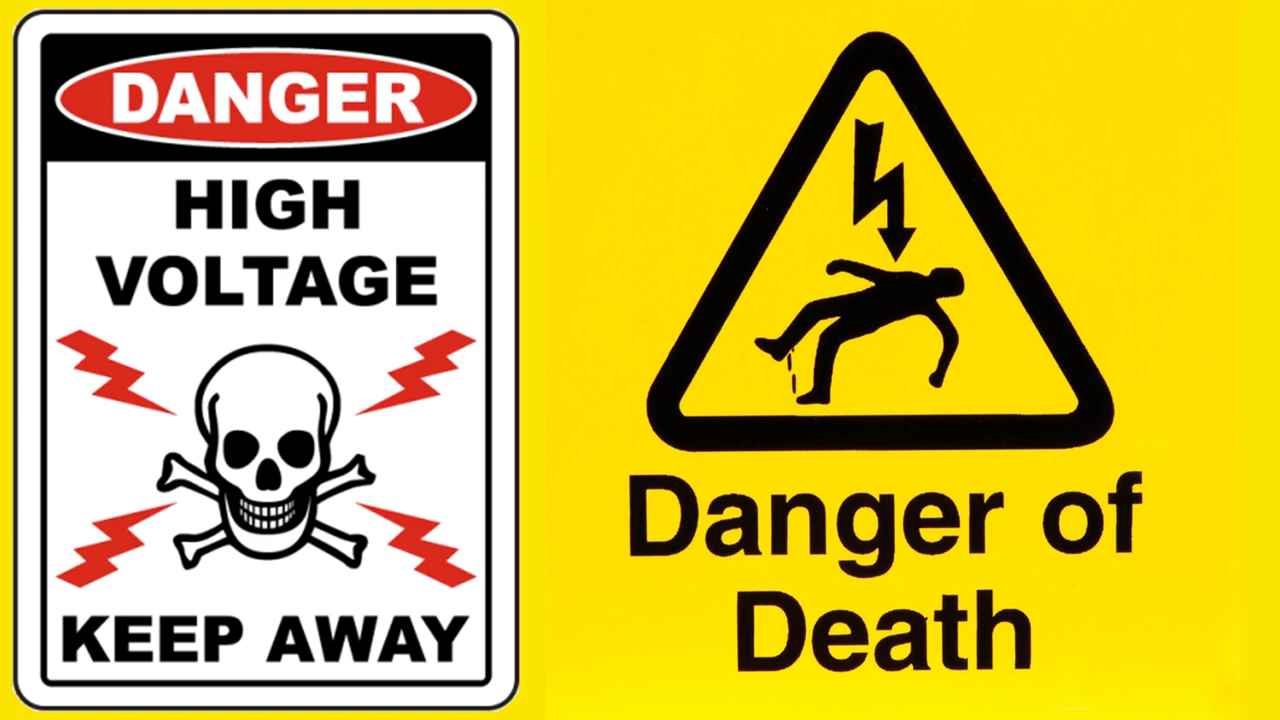 DANGER
HIGH
VOLTAGE
KEEP AWAY
Danger of
Death